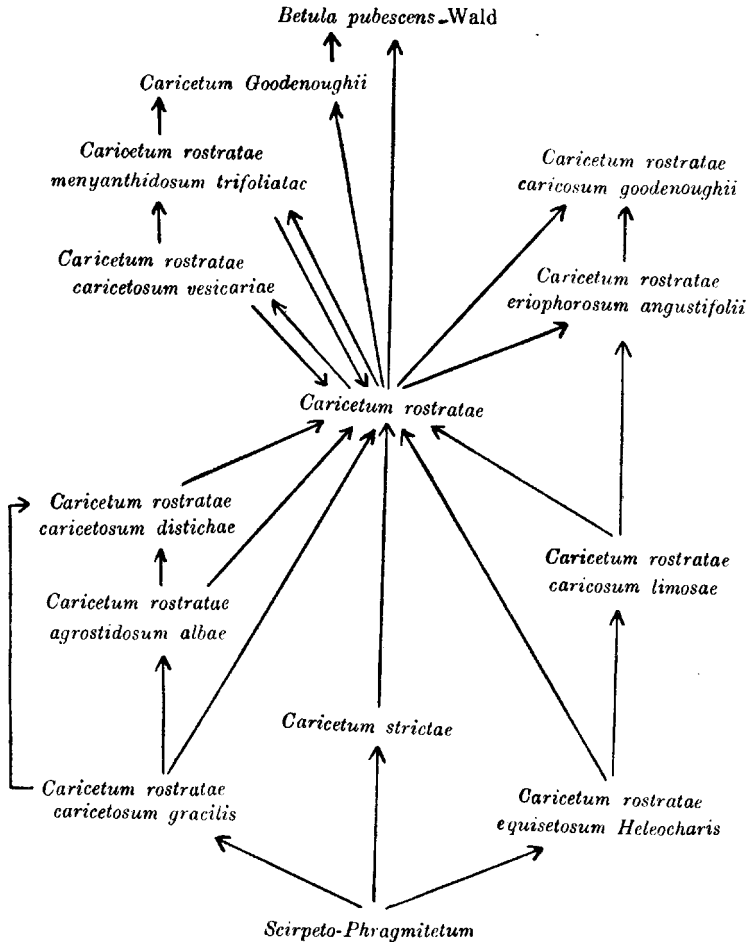 Betula pubescens-Wald
Caricetum Goodenoughii
Caricetum rostratae
menyanthidosum trifoliatac
Caricetum rostratae
caricosum goodenoughii
Caricetum rostratae
caricetosum vesicariae
Caricetum rostratae
eriophorosum angustifolii
Caricetum rostratae
Caricetum rostratae
caricetosum distichae
Caricetum rostratae
caricosum limosae
Caricetum rostratae
agrostidosum albae
Caricetum strictae
Caricetum rostratae
caricetosum gracilis
Caricetum rostratae
equisetosum Heleocharis
Scirpeto-Phragmitetum